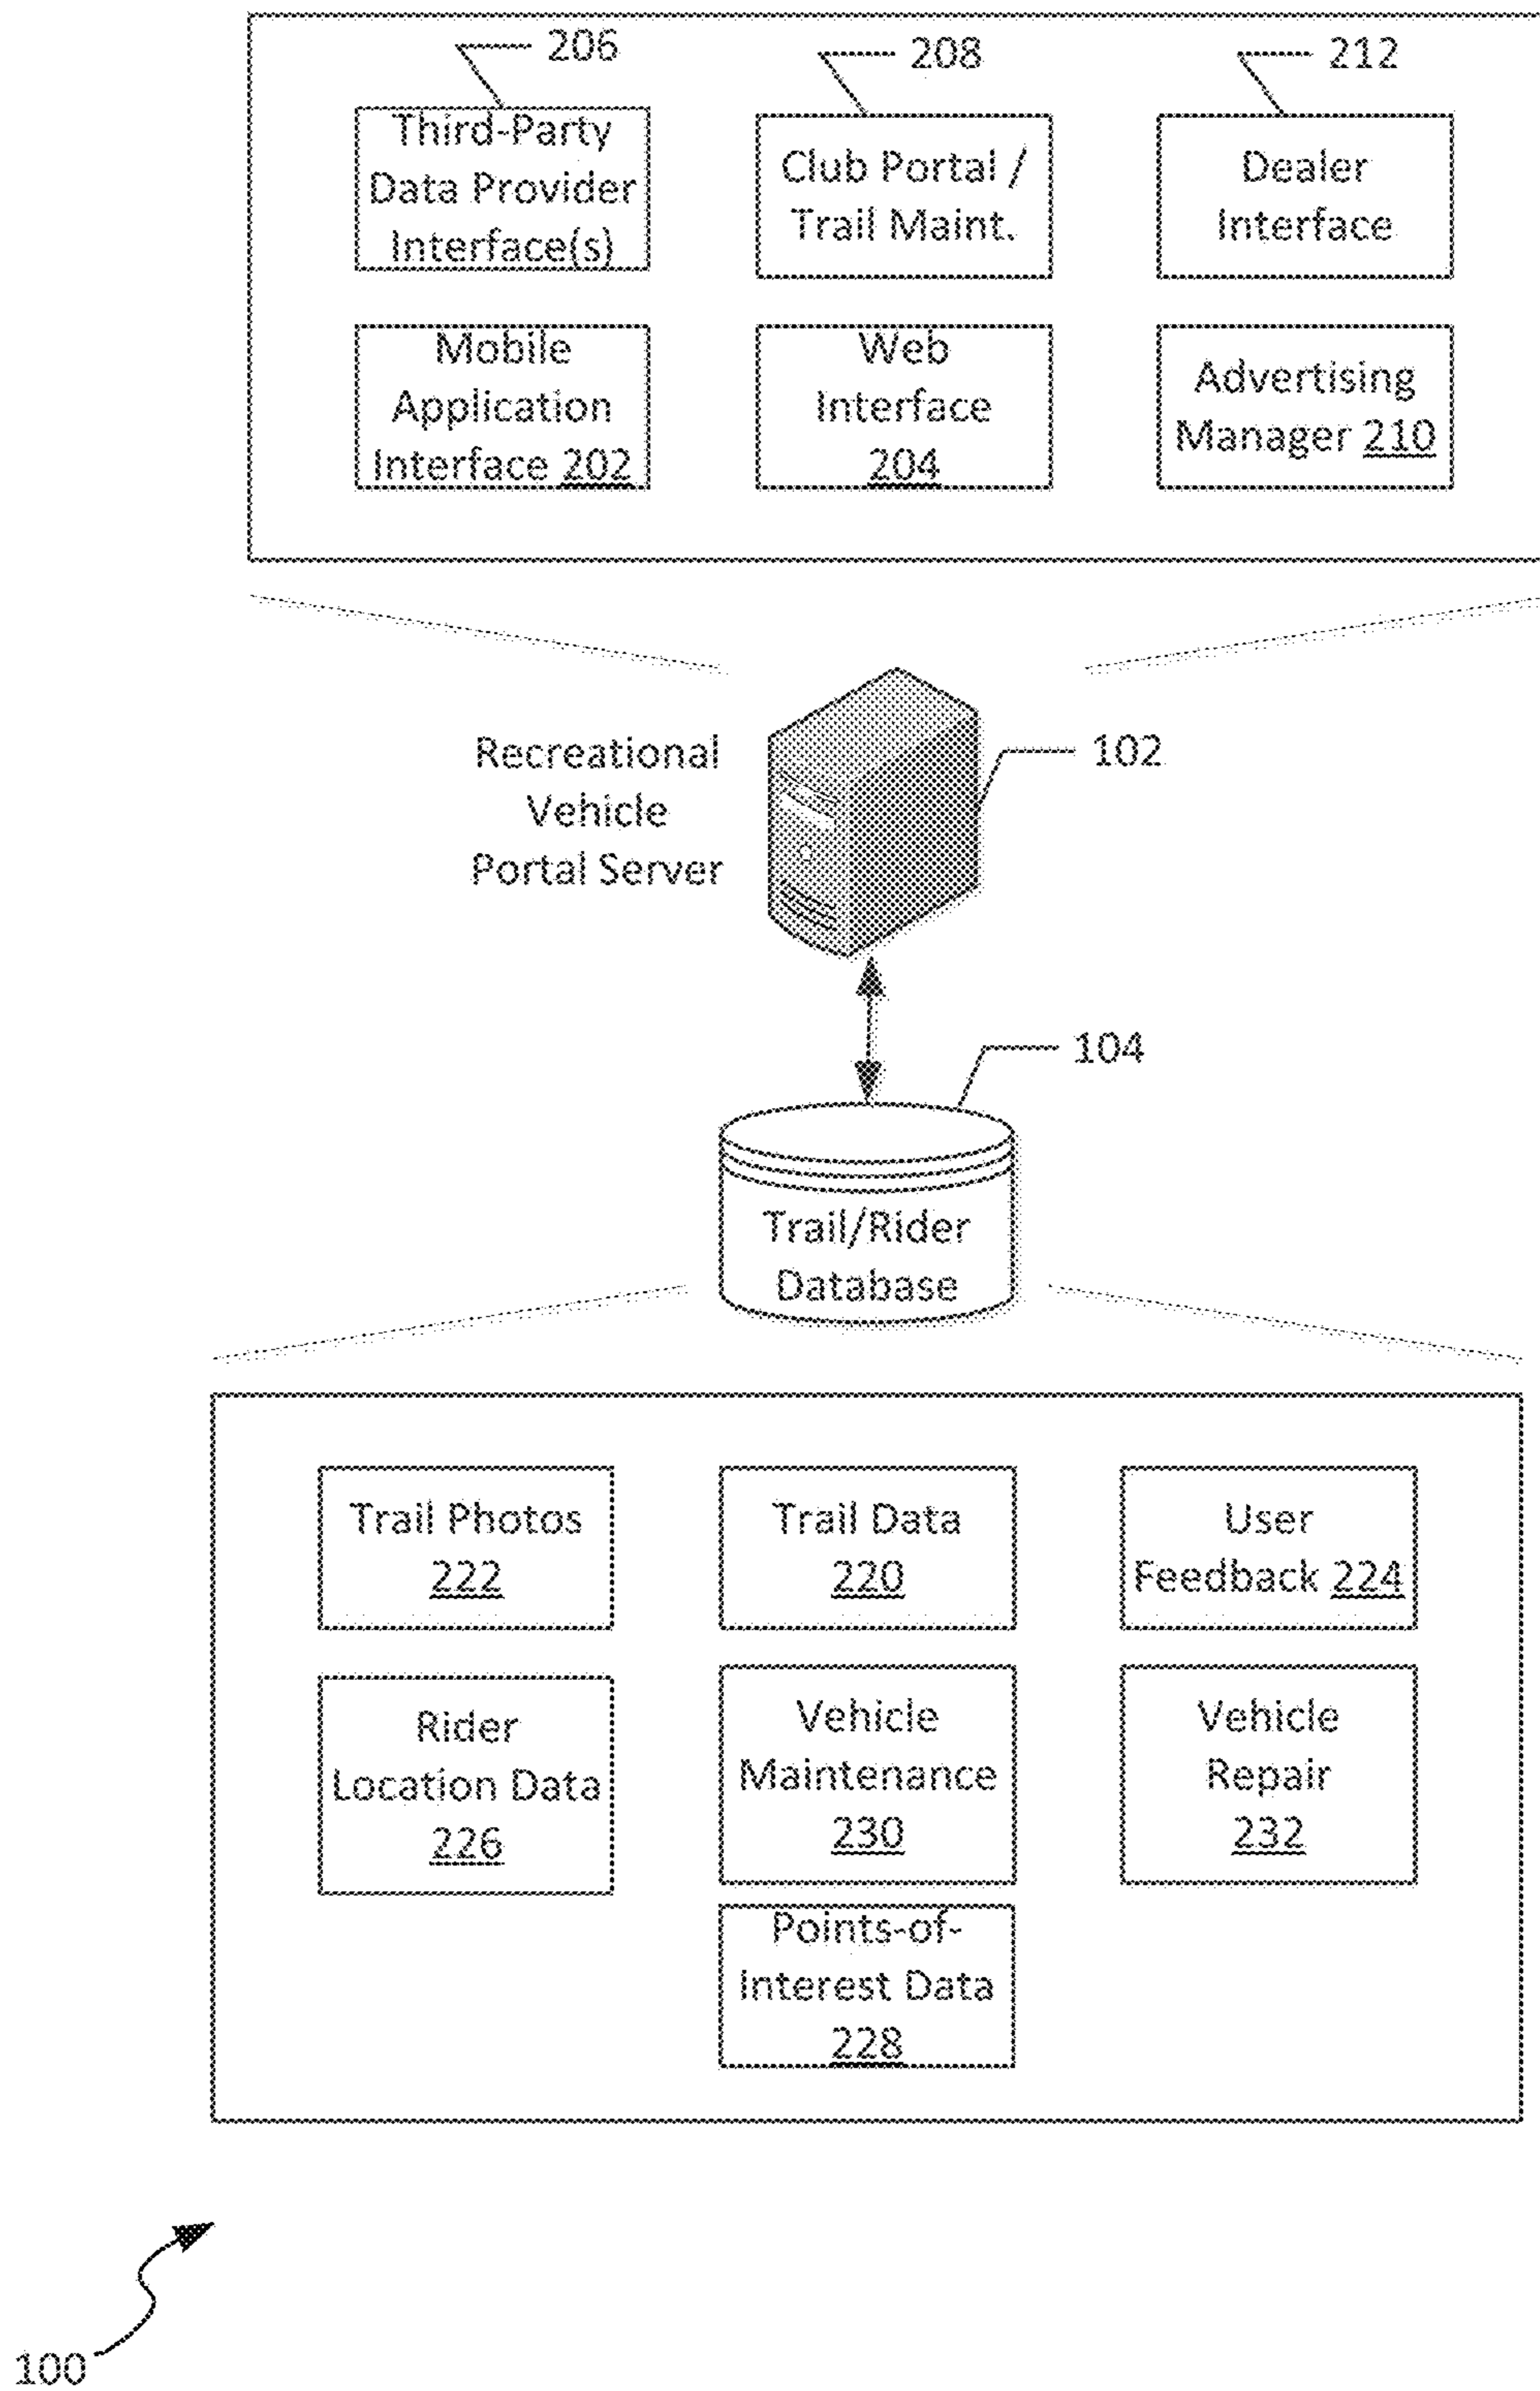 206
208
212
Third-Party
Data Provider
Interface(s)
Club Portal /
Trail Maint.
Dealer
Interface
Mobile
Application
Interface 202
Web
Interface
204
Advertising
Manager 210
Recreational
Vehicle
Portal Server
102
104
Trail/Rider
Database
Trail Photos
222
Trail Data
220
User
Feedback 224
Rider
Location Data
226
Vehicle
Maintenance
230
Vehicle
Repair
232
Points-of-
Interest Data
228
100